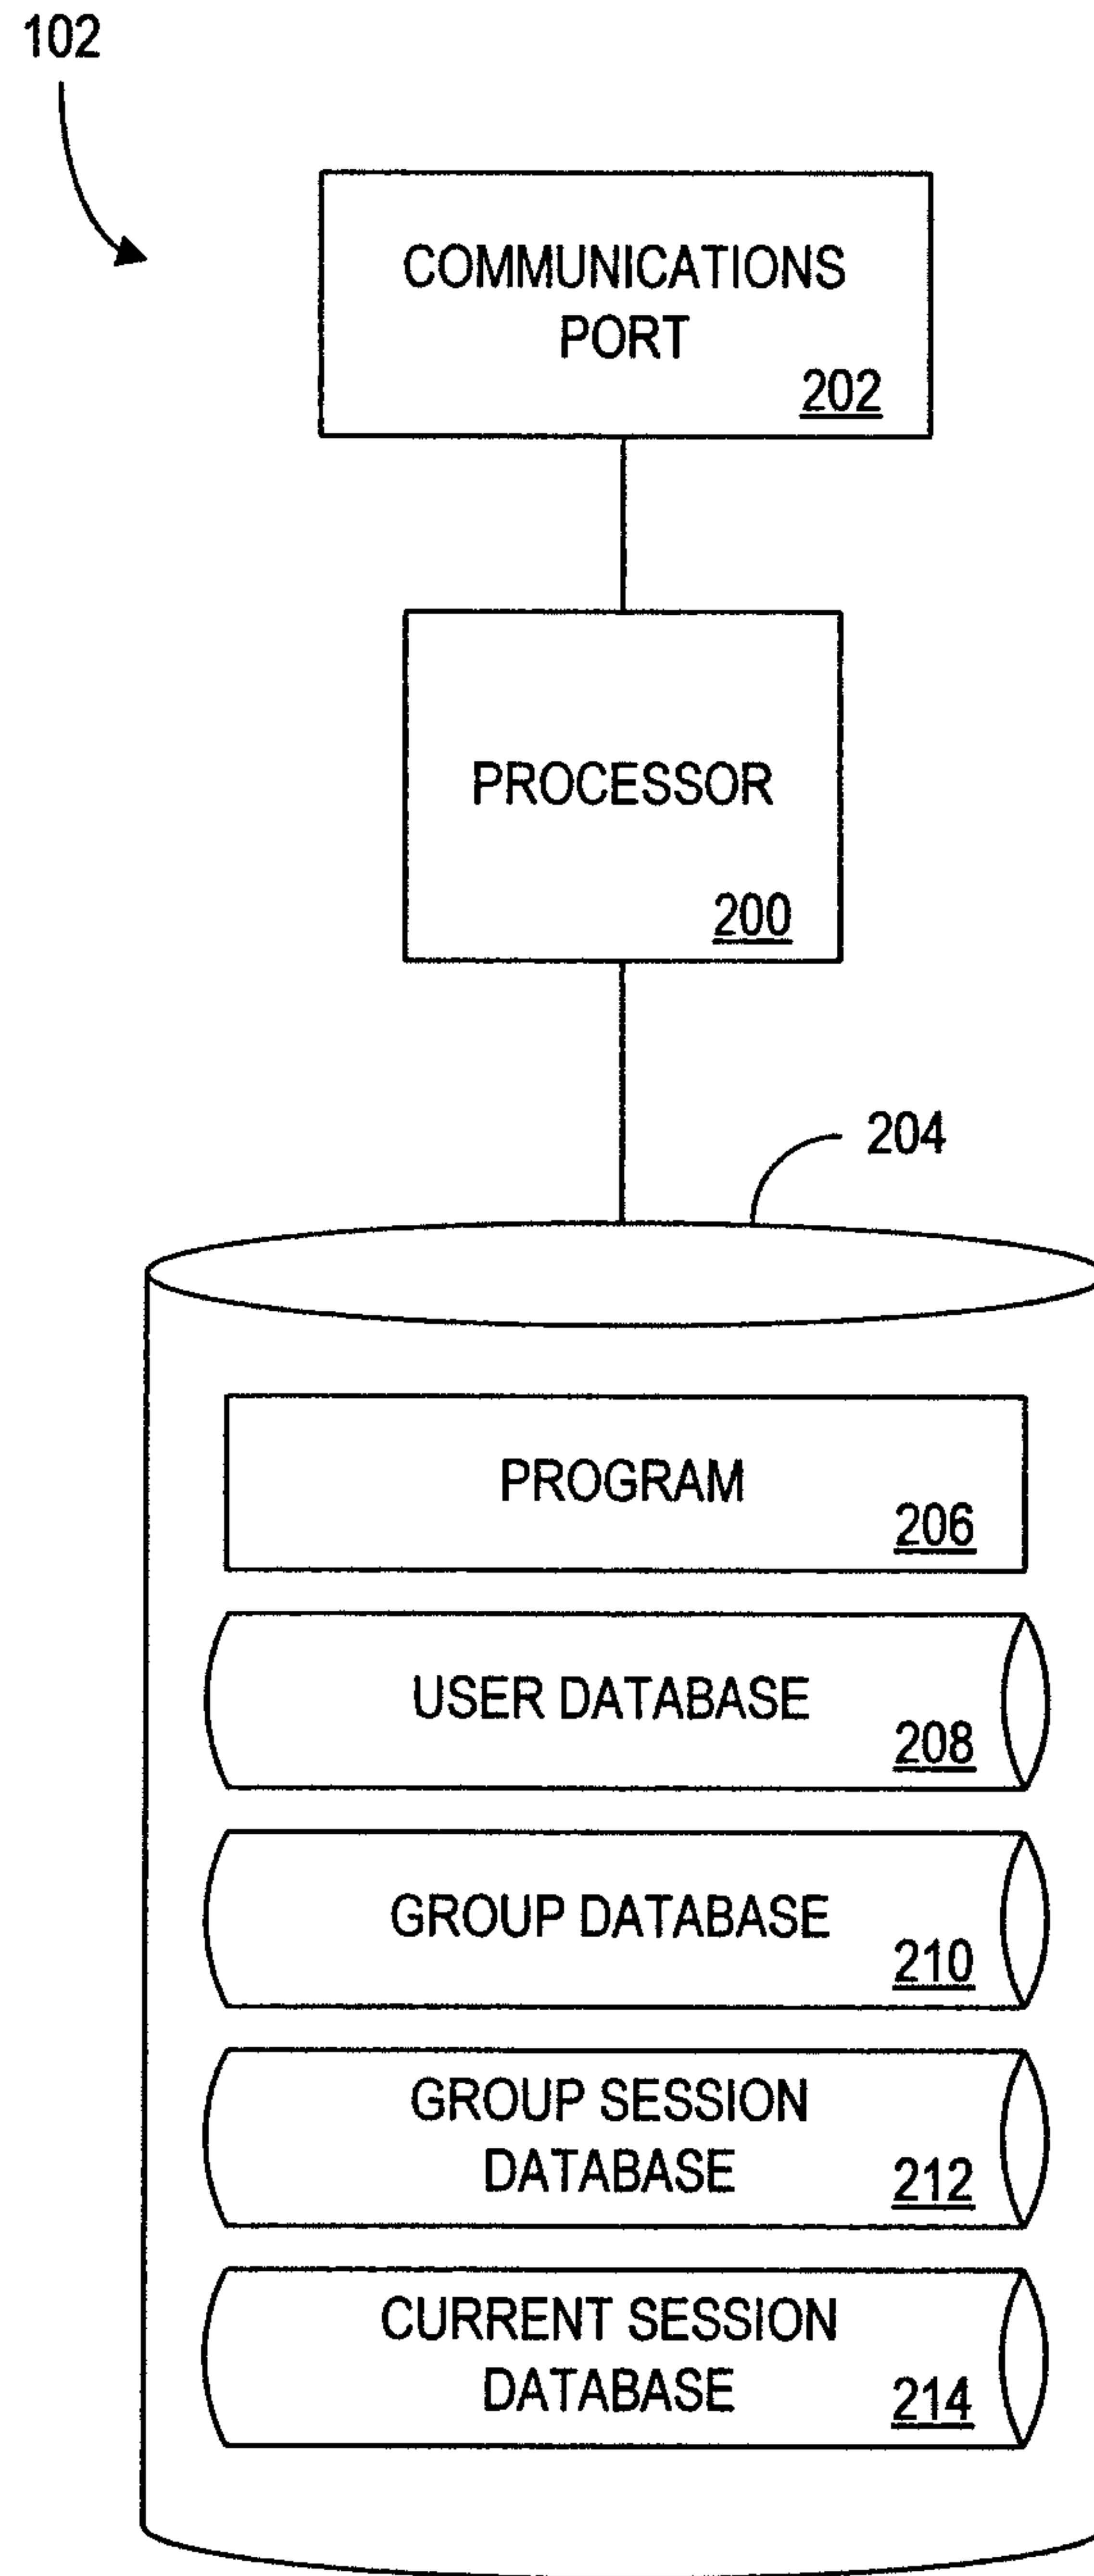 102
COMMUNICATIONS
PORT
202
PROCESSOR
200
204
PROGRAM
206
USER DATABASE
208
GROUP DATABASE
210
GROUP SESSION
DATABASE
212
CURRENT SESSION
DATABASE
214